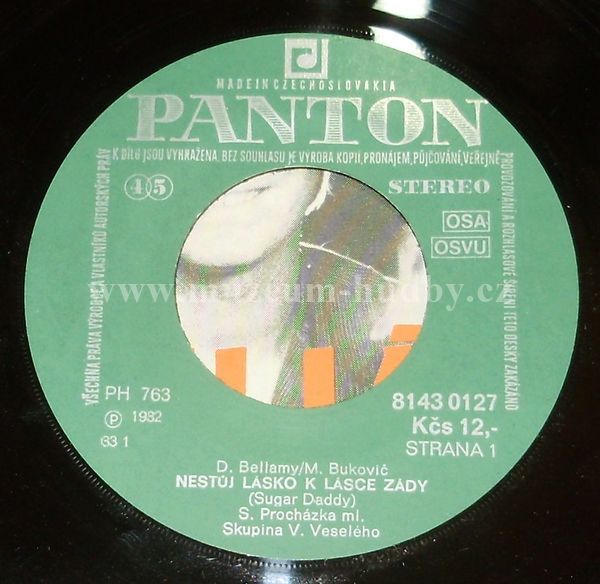 MADE IN CZECHOSLOVAKIA
PANTON
VŠECHNA PRÁVA VÝROBCE A VLASTNÍKŮ AUTORSKÝCH PRÁV
K DÍLŮ JSOU VYHRAŽENA. BEZ SOUHLASU JE VÝROBA KOPIÍ, PRONÁJEM, PŮJČOVÁNÍ, VEŘEJNÉ
PROVOZOVÁNÍ A ROZHLASOVÉ ŠÍŘENÍ TÉTO DESKY ZAKÁZÁNO
45
STEREO
OSA
OSVU
www.muzeum-hudby.cz
PH 763
Ⓟ 1982
G3 1
8143 0127
Kčs 12,-
STRANA 1
D. Bellamy/M. Bukovič
NESTŮJ LÁSKO K LÁSCE ZÁDY
(Sugar Daddy)
S. Procházka ml.
Skupina V. Veselého